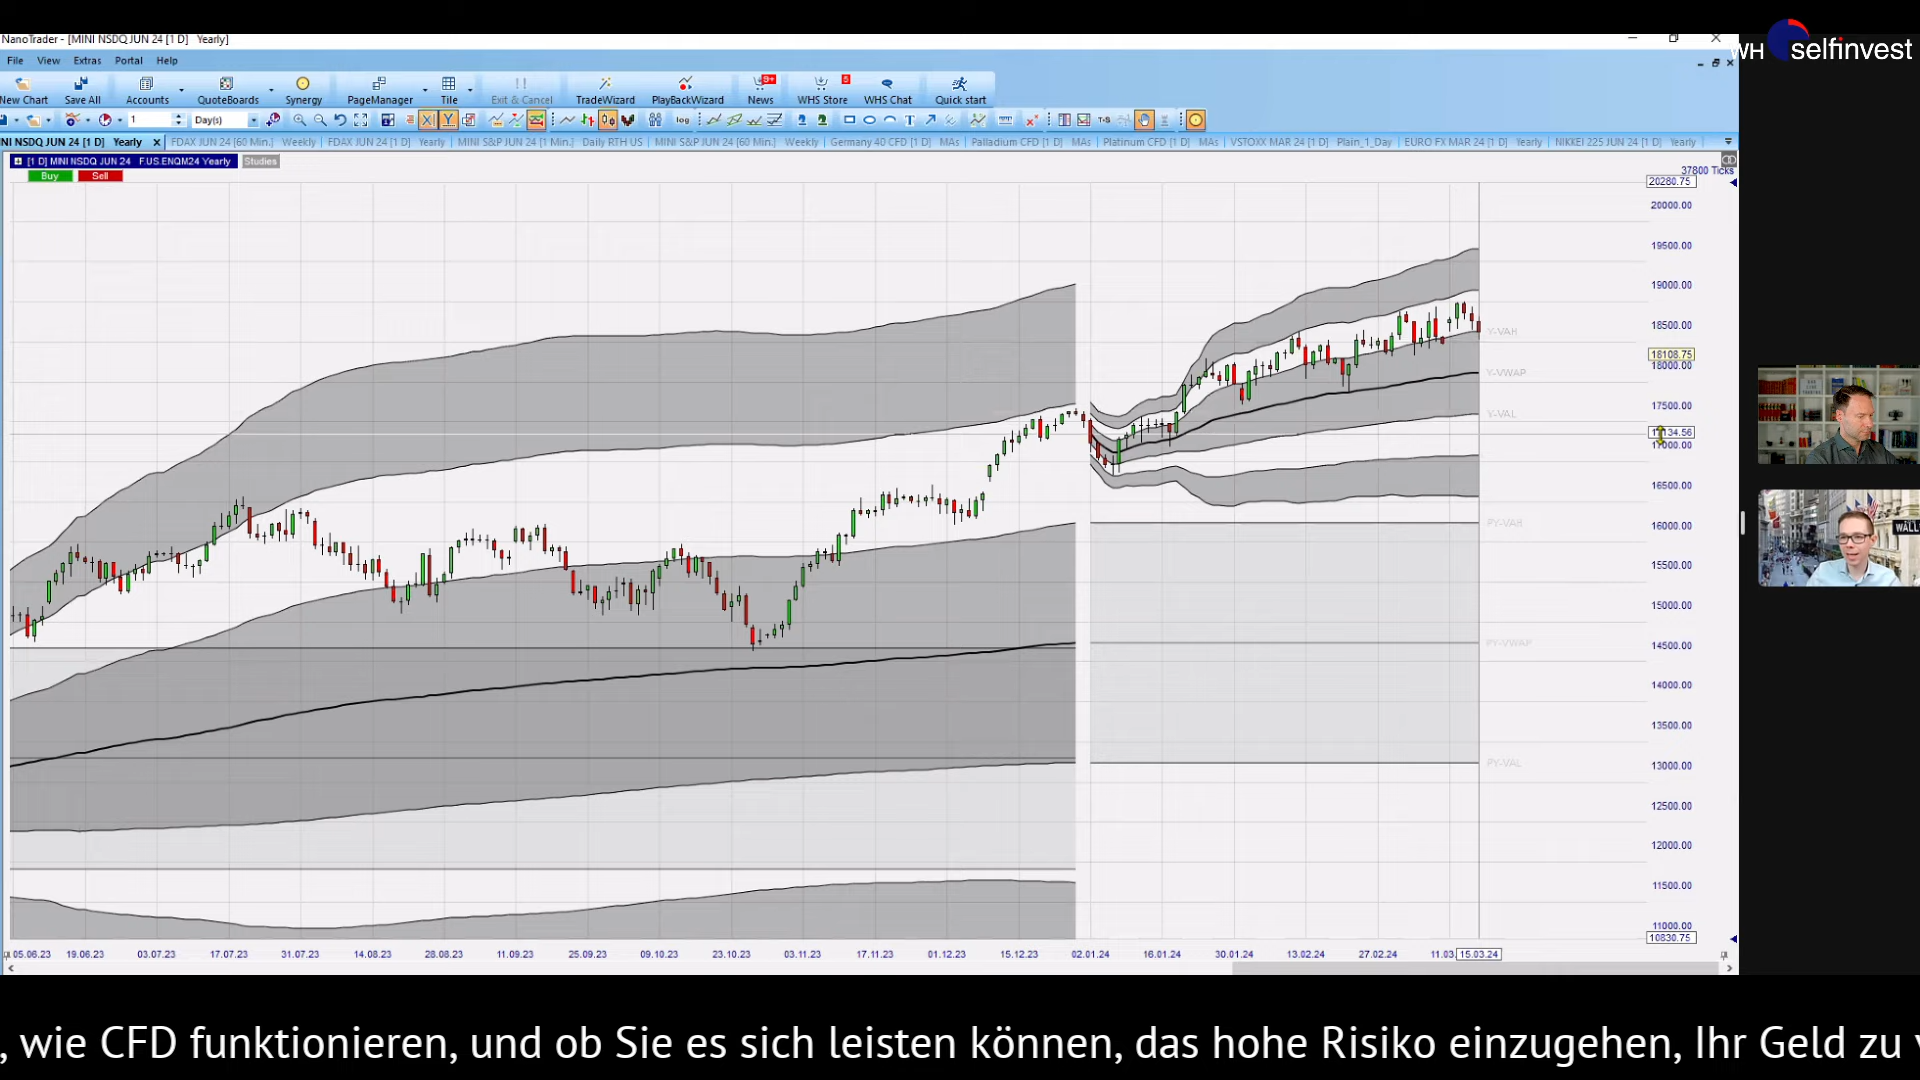 NanoTrader - [MINI NSDQ JUN 24 [1 D] Yearly]
WH selfinvest
File View Extras Portal Help
New Chart Save All Accounts QuoteBoards Synergy PageManager Tile Exit & Cancel TradeWizard PlayBackWizard News 9+ WHS Store 5 WHS Chat Quick start
1 Day(s) log T-S
NI NSDQ JUN 24 [1 D] Yearly FDAX JUN 24 [60 Min.] Weekly FDAX JUN 24 [1 D] Yearly MINI S&P JUN 24 [1 Min.] Daily RTH US MINI S&P JUN 24 [60 Min.] Weekly Germany 40 CFD [1 D] MAs Palladium CFD [1 D] MAs Platinum CFD [1 D] MAs VSTOXX MAR 24 [1 D] Plain_1_Day EURO FX MAR 24 [1 D] Yearly NIKKEI 225 JUN 24 [1 D] Yearly
[1 D] MINI NSDQ JUN 24 F.US.ENQM24 Yearly Studies
37800 Ticks
Buy Sell
20280.75
20000.00
19500.00
19000.00
18500.00
Y-VAH
18108.75
18000.00
Y-VWAP
17500.00
Y-VAL
17000.00
16500.00
PY-VAH
16000.00
15500.00
15000.00
14500.00
PY-VWAP
14000.00
13500.00
13000.00
PY-VAL
12500.00
12000.00
11500.00
11000.00
10830.75
WALL
05.06.23 19.06.23 03.07.23 17.07.23 31.07.23 14.08.23 28.08.23 11.09.23 25.09.23 09.10.23 23.10.23 03.11.23 17.11.23 01.12.23 15.12.23 02.01.24 16.01.24 30.01.24 13.02.24 27.02.24 11.03 15.03.24
, wie CFD funktionieren, und ob Sie es sich leisten können, das hohe Risiko einzugehen, Ihr Geld zu